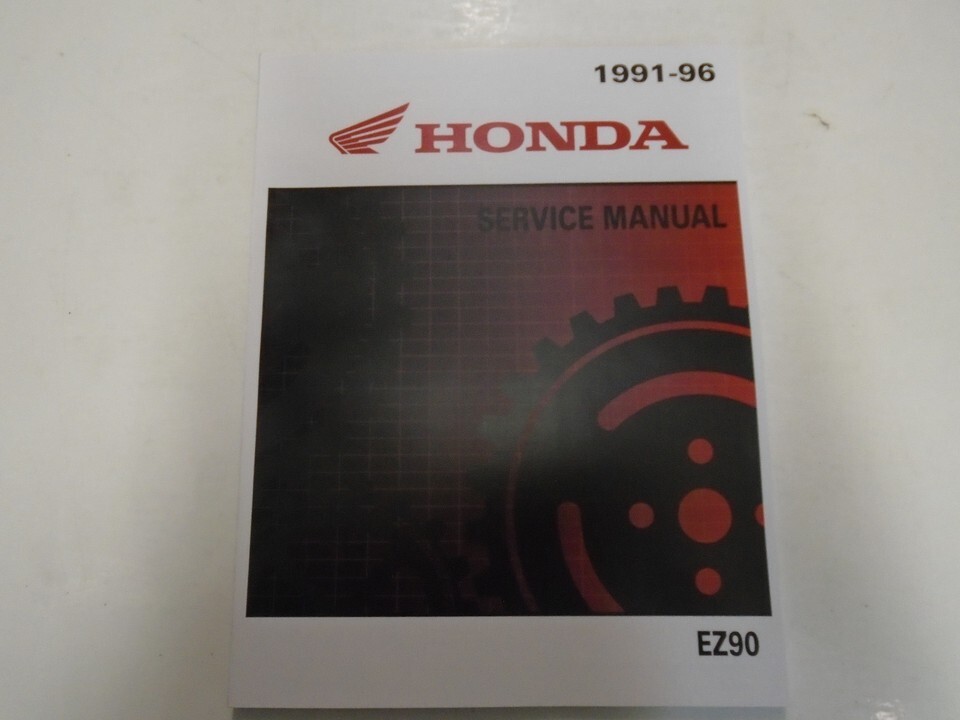 1991-96
HONDA
SERVICE MANUAL
EZ90